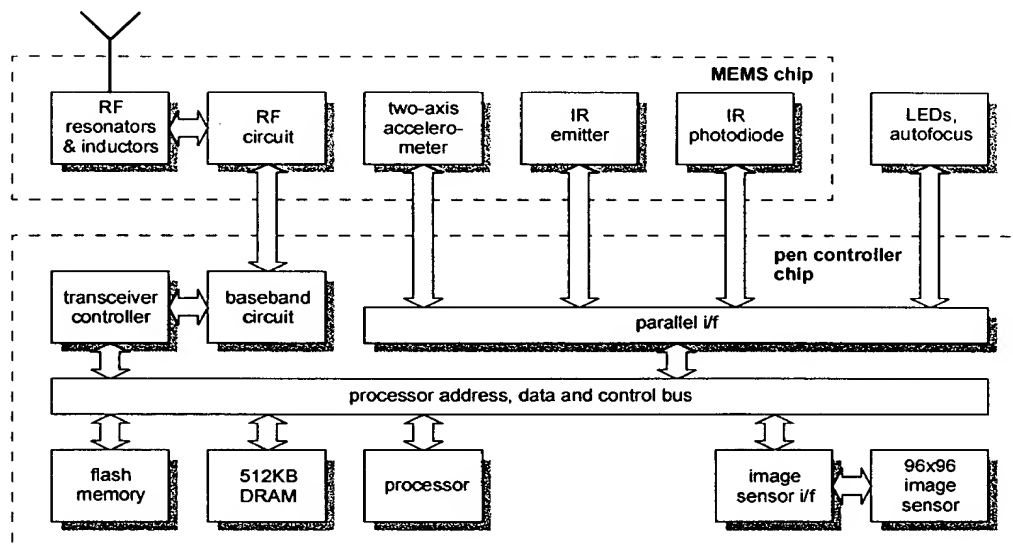 MEMS chip
RF
resonators
& inductors
RF
circuit
two-axis
accelero-
meter
IR
emitter
IR
photodiode
LEDs,
autofocus
pen controller
chip
transceiver
controller
baseband
circuit
parallel i/f
processor address, data and control bus
flash
memory
512KB
DRAM
processor
image
sensor i/f
96x96
image
sensor